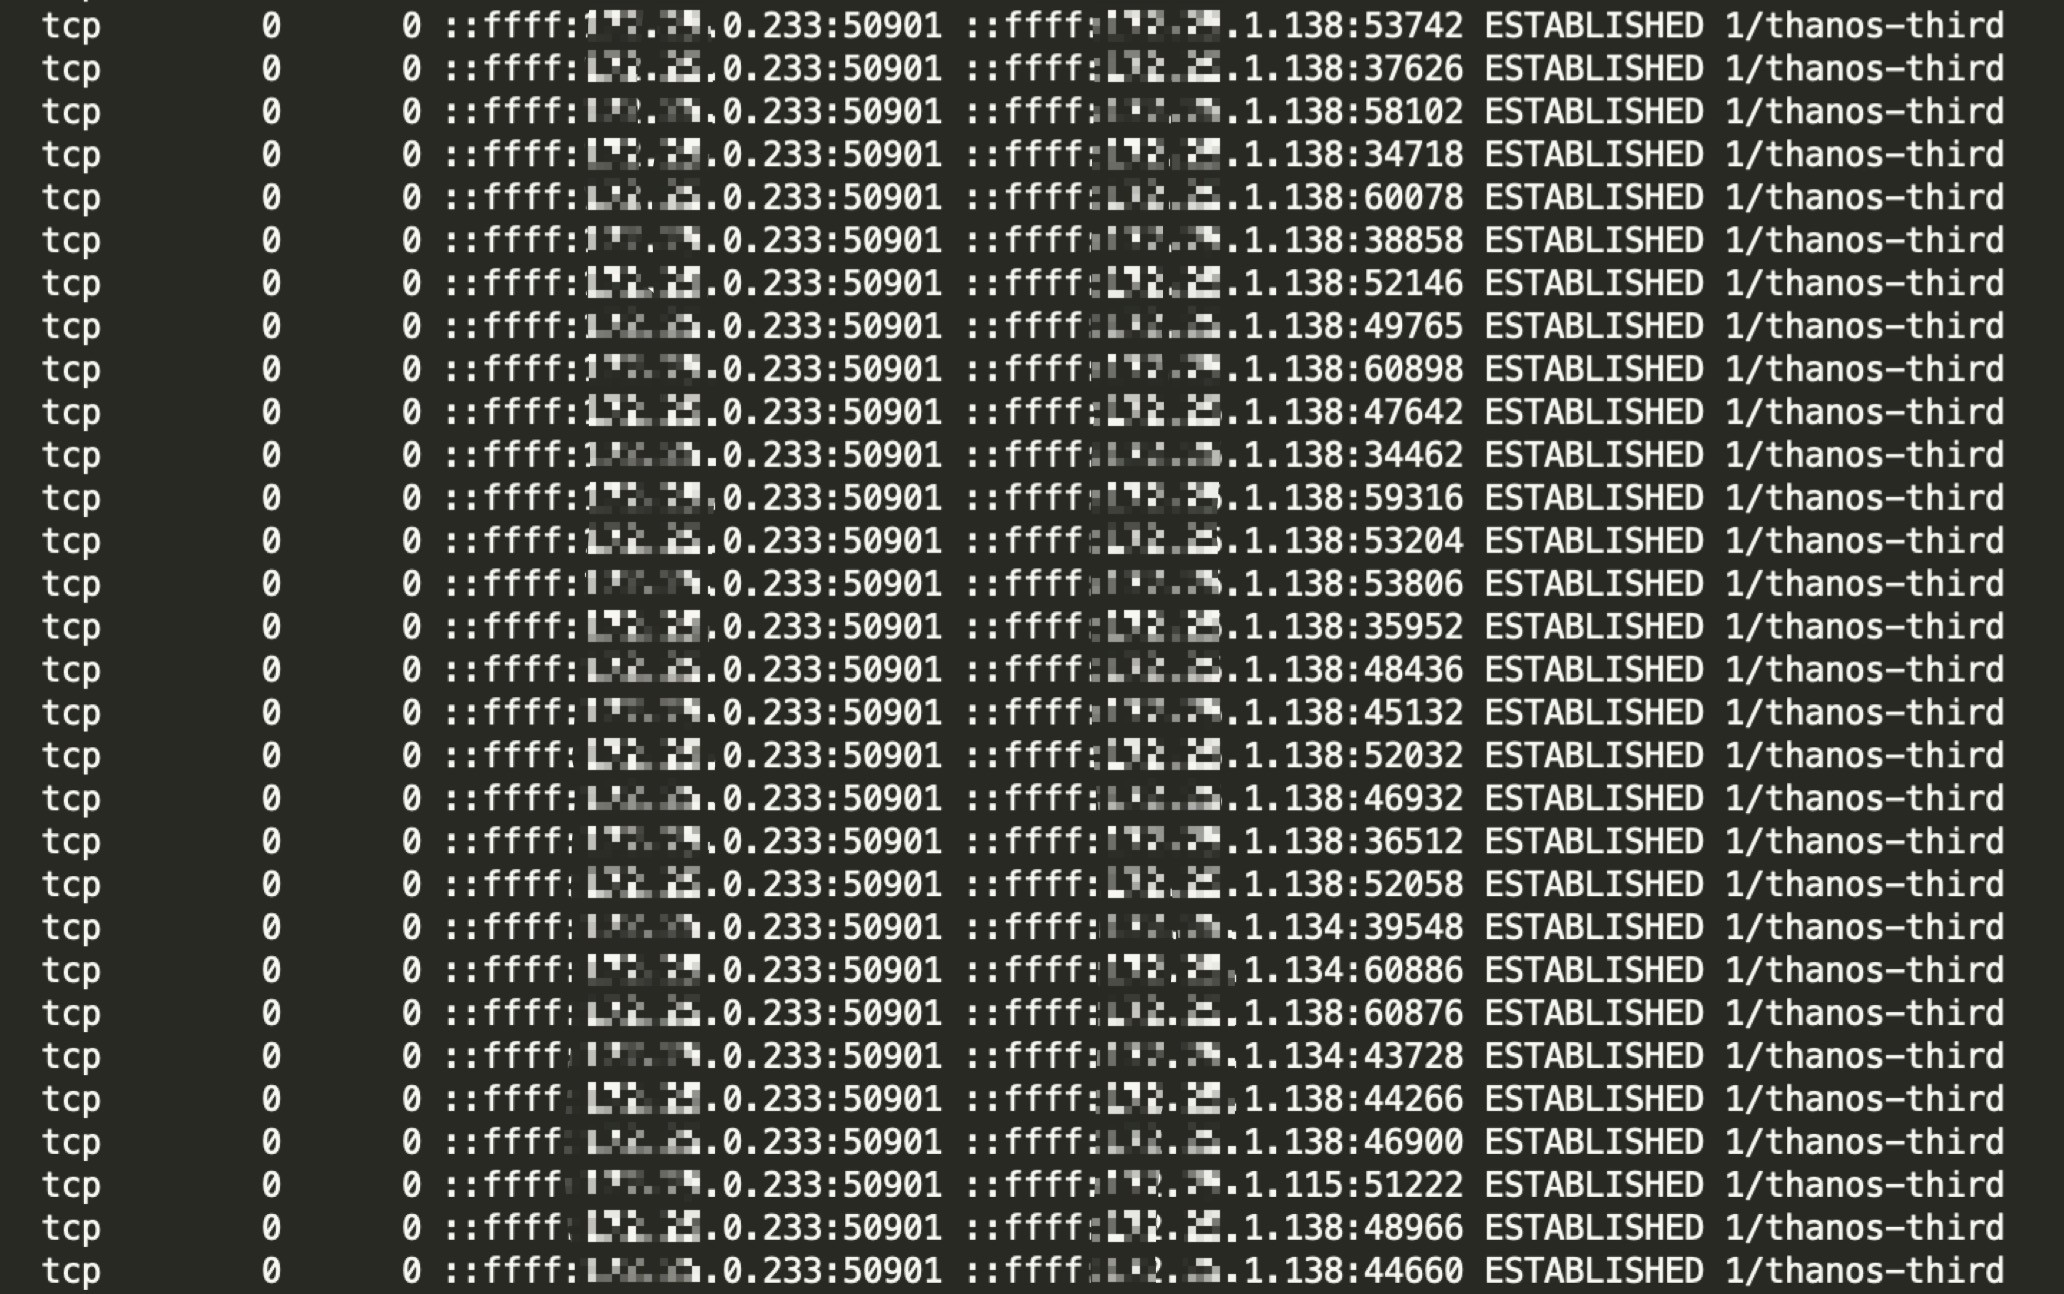 tcp 0 0 ::ffff: .0.233:50901 ::ffff: .1.138:53742 ESTABLISHED 1/thanos-third
tcp 0 0 ::ffff: .0.233:50901 ::ffff: .1.138:37626 ESTABLISHED 1/thanos-third
tcp 0 0 ::ffff: .0.233:50901 ::ffff: .1.138:58102 ESTABLISHED 1/thanos-third
tcp 0 0 ::ffff: .0.233:50901 ::ffff: .1.138:34718 ESTABLISHED 1/thanos-third
tcp 0 0 ::ffff: .0.233:50901 ::ffff: .1.138:60078 ESTABLISHED 1/thanos-third
tcp 0 0 ::ffff: .0.233:50901 ::ffff: .1.138:38858 ESTABLISHED 1/thanos-third
tcp 0 0 ::ffff: .0.233:50901 ::ffff: .1.138:52146 ESTABLISHED 1/thanos-third
tcp 0 0 ::ffff: .0.233:50901 ::ffff: .1.138:49765 ESTABLISHED 1/thanos-third
tcp 0 0 ::ffff: .0.233:50901 ::ffff: .1.138:60898 ESTABLISHED 1/thanos-third
tcp 0 0 ::ffff: .0.233:50901 ::ffff: .1.138:47642 ESTABLISHED 1/thanos-third
tcp 0 0 ::ffff: .0.233:50901 ::ffff: .1.138:34462 ESTABLISHED 1/thanos-third
tcp 0 0 ::ffff: .0.233:50901 ::ffff: .1.138:59316 ESTABLISHED 1/thanos-third
tcp 0 0 ::ffff: .0.233:50901 ::ffff: .1.138:53204 ESTABLISHED 1/thanos-third
tcp 0 0 ::ffff: .0.233:50901 ::ffff: .1.138:53806 ESTABLISHED 1/thanos-third
tcp 0 0 ::ffff: .0.233:50901 ::ffff: .1.138:35952 ESTABLISHED 1/thanos-third
tcp 0 0 ::ffff: .0.233:50901 ::ffff: .1.138:48436 ESTABLISHED 1/thanos-third
tcp 0 0 ::ffff: .0.233:50901 ::ffff: .1.138:45132 ESTABLISHED 1/thanos-third
tcp 0 0 ::ffff: .0.233:50901 ::ffff: .1.138:52032 ESTABLISHED 1/thanos-third
tcp 0 0 ::ffff: .0.233:50901 ::ffff: .1.138:46932 ESTABLISHED 1/thanos-third
tcp 0 0 ::ffff: .0.233:50901 ::ffff: .1.138:36512 ESTABLISHED 1/thanos-third
tcp 0 0 ::ffff: .0.233:50901 ::ffff: .1.138:52058 ESTABLISHED 1/thanos-third
tcp 0 0 ::ffff: .0.233:50901 ::ffff: .1.134:39548 ESTABLISHED 1/thanos-third
tcp 0 0 ::ffff: .0.233:50901 ::ffff: .1.134:60886 ESTABLISHED 1/thanos-third
tcp 0 0 ::ffff: .0.233:50901 ::ffff: .1.138:60876 ESTABLISHED 1/thanos-third
tcp 0 0 ::ffff: .0.233:50901 ::ffff: .1.134:43728 ESTABLISHED 1/thanos-third
tcp 0 0 ::ffff .0.233:50901 ::ffff: .1.138:44266 ESTABLISHED 1/thanos-third
tcp 0 0 ::ffff .0.233:50901 ::ffff: .1.138:46900 ESTABLISHED 1/thanos-third
tcp 0 0 ::ffff .0.233:50901 ::ffff: .1.115:51222 ESTABLISHED 1/thanos-third
tcp 0 0 ::ffff .0.233:50901 ::ffff: .1.138:48966 ESTABLISHED 1/thanos-third
tcp 0 0 ::ffff: .0.233:50901 ::ffff: .1.138:44660 ESTABLISHED 1/thanos-third